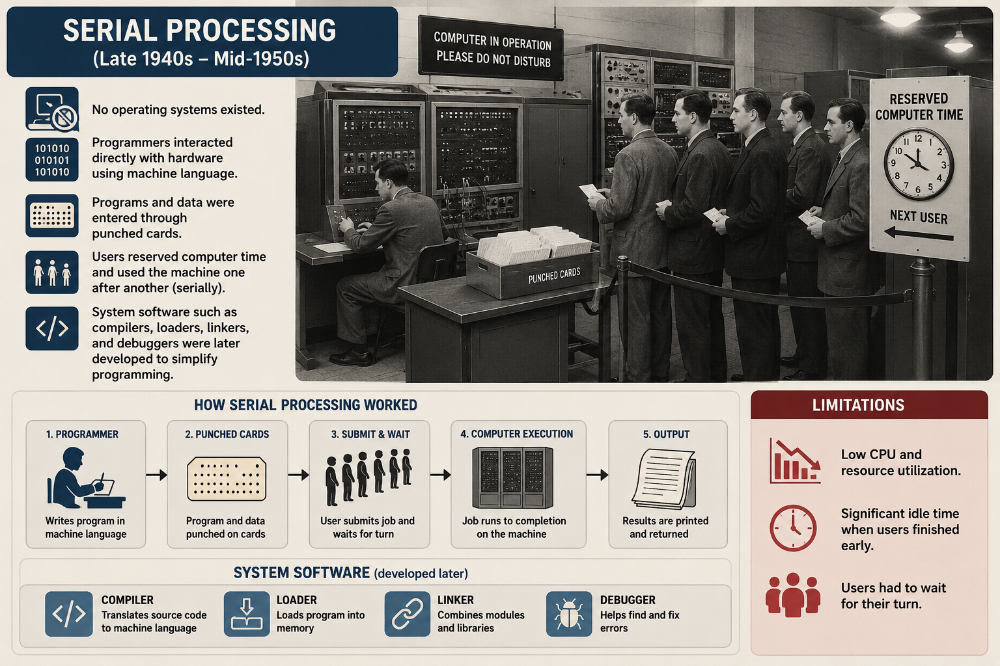 SERIAL PROCESSING
(Late 1940s – Mid-1950s)
No operating systems existed.
101010
010101
101010
Programmers interacted
directly with hardware
using machine language.
Programs and data were
entered through
punched cards.
Users reserved computer time
and used the machine one
after another (serially).
</>
System software such as
compilers, loaders, linkers,
and debuggers were later
developed to simplify
programming.
COMPUTER IN OPERATION
PLEASE DO NOT DISTURB
PUNCHED CARDS
RESERVED
COMPUTER TIME
12
1
2
3
4
5
6
7
8
9
10
11
NEXT USER
HOW SERIAL PROCESSING WORKED
1. PROGRAMMER
Writes program in
machine language
2. PUNCHED CARDS
Program and data
punched on cards
3. SUBMIT & WAIT
User submits job and
waits for turn
4. COMPUTER EXECUTION
Job runs to completion
on the machine
5. OUTPUT
Results are printed
and returned
SYSTEM SOFTWARE (developed later)
</>
COMPILER
Translates source code
to machine language
LOADER
Loads program into
memory
LINKER
Combines modules
and libraries
DEBUGGER
Helps find and fix
errors
LIMITATIONS
Low CPU and
resource utilization.
Significant idle time
when users finished
early.
Users had to wait
for their turn.